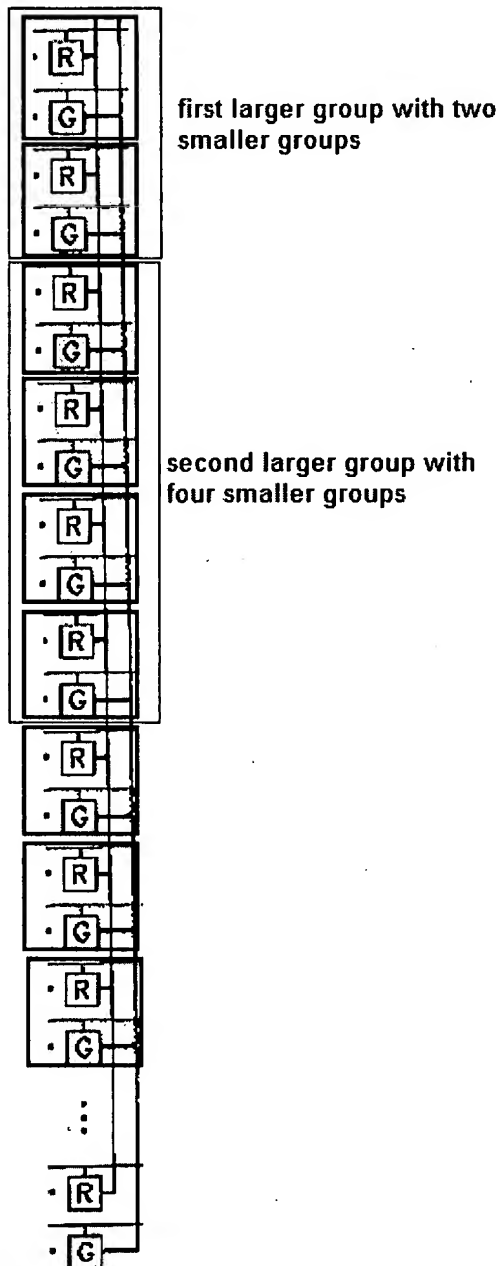 R
G
first larger group with two
smaller groups
R
G
R
G
R
G
second larger group with
four smaller groups
R
G
R
G
R
G
R
G
R
G
R
G